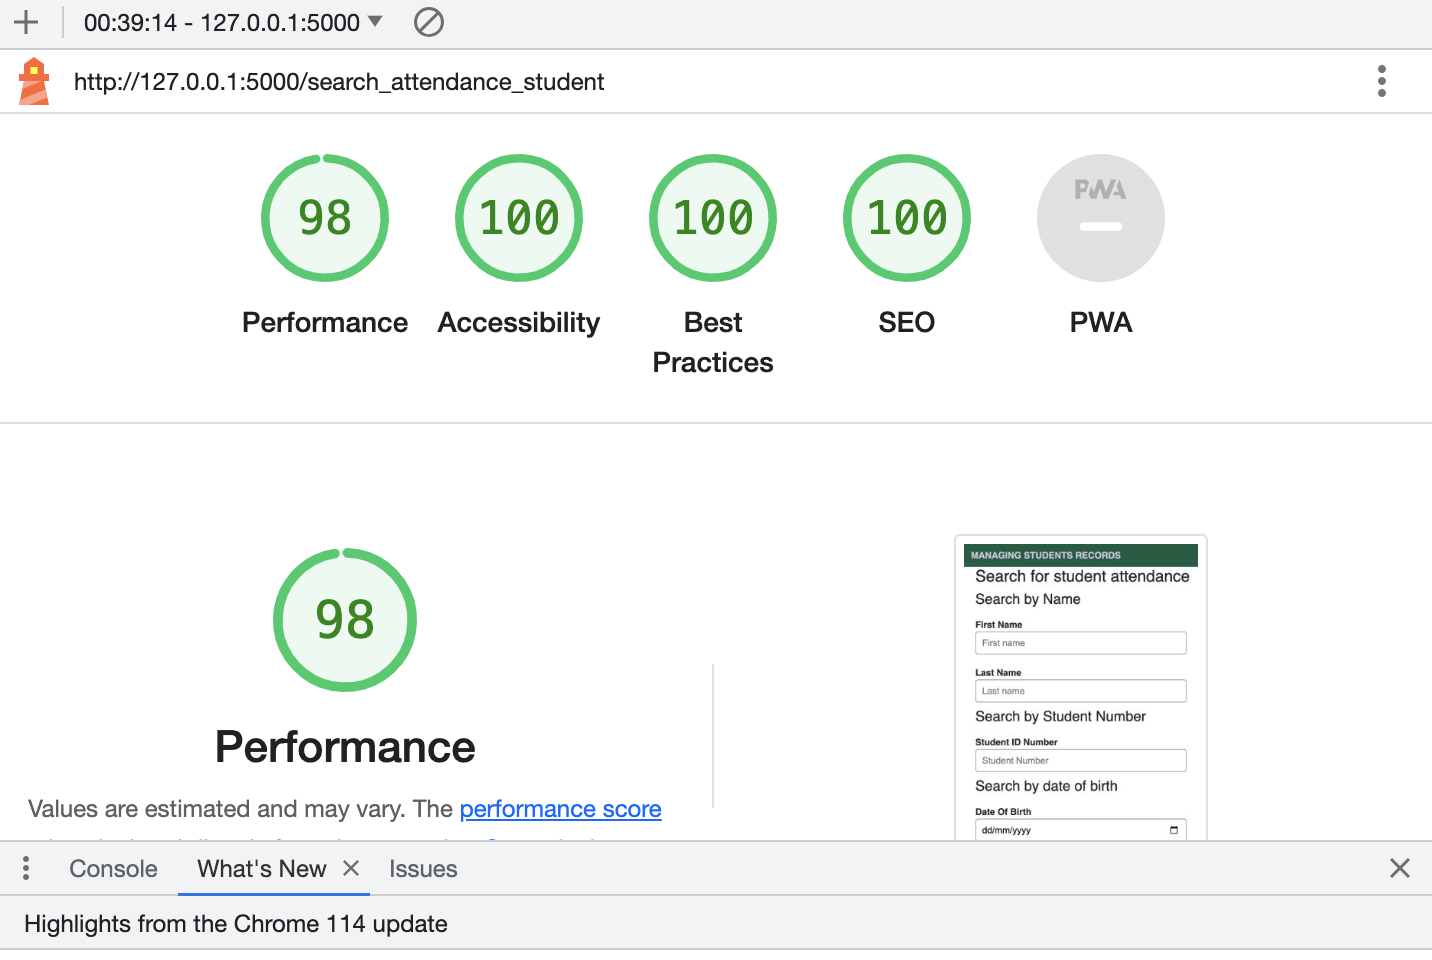 00:39:14 - 127.0.0.1:5000
http://127.0.0.1:5000/search_attendance_student
98
100
100
100
PWA
Performance
Accessibility
Best
Practices
SEO
PWA
98
Performance
Values are estimated and may vary. The performance score
MANAGING STUDENTS RECORDS
Search for student attendance
Search by Name
First Name
First name
Last Name
Last name
Search by Student Number
Student ID Number
Student Number
Search by date of birth
Date Of Birth
dd/mm/yyyy
Console
What's New
Issues
Highlights from the Chrome 114 update